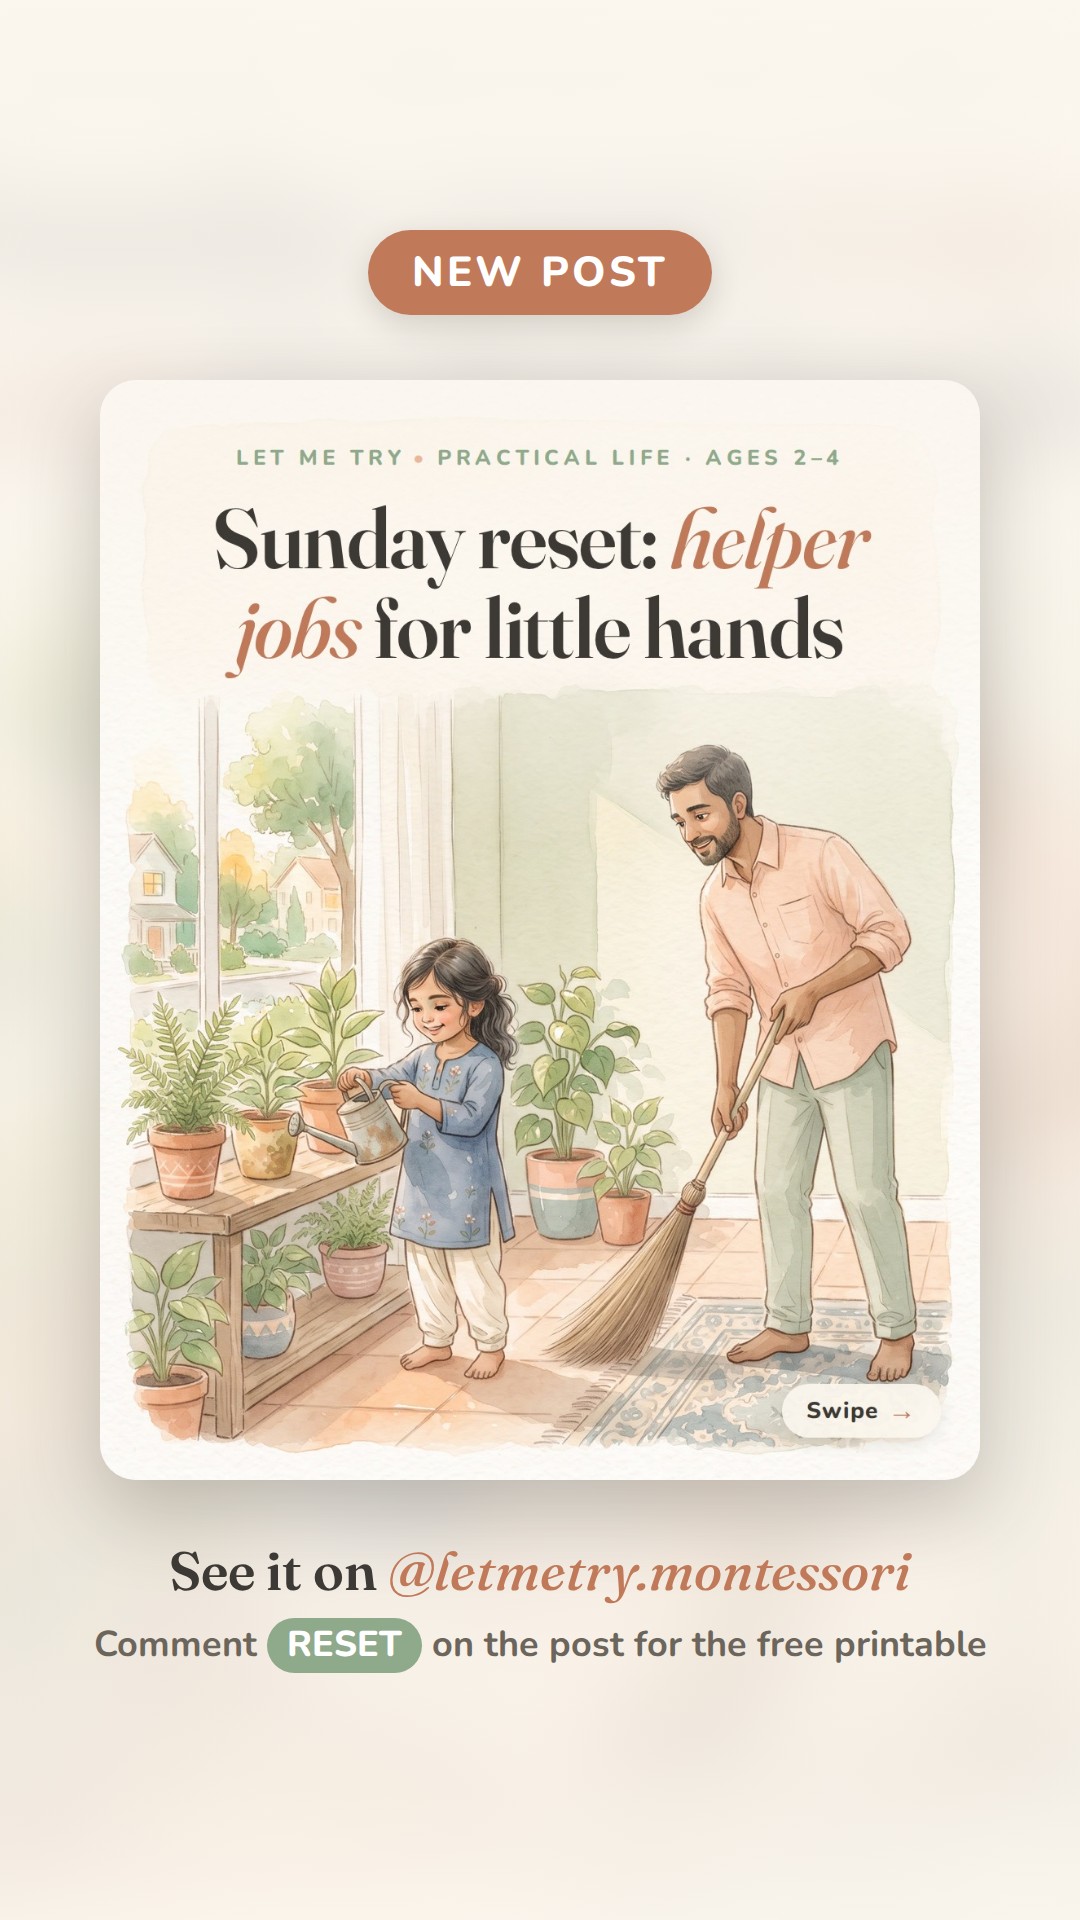 NEW POST
LET ME TRY • PRACTICAL LIFE · AGES 2–4
Sunday reset: helper
jobs for little hands
Swipe →
See it on @letmetry.montessori
Comment RESET on the post for the free printable